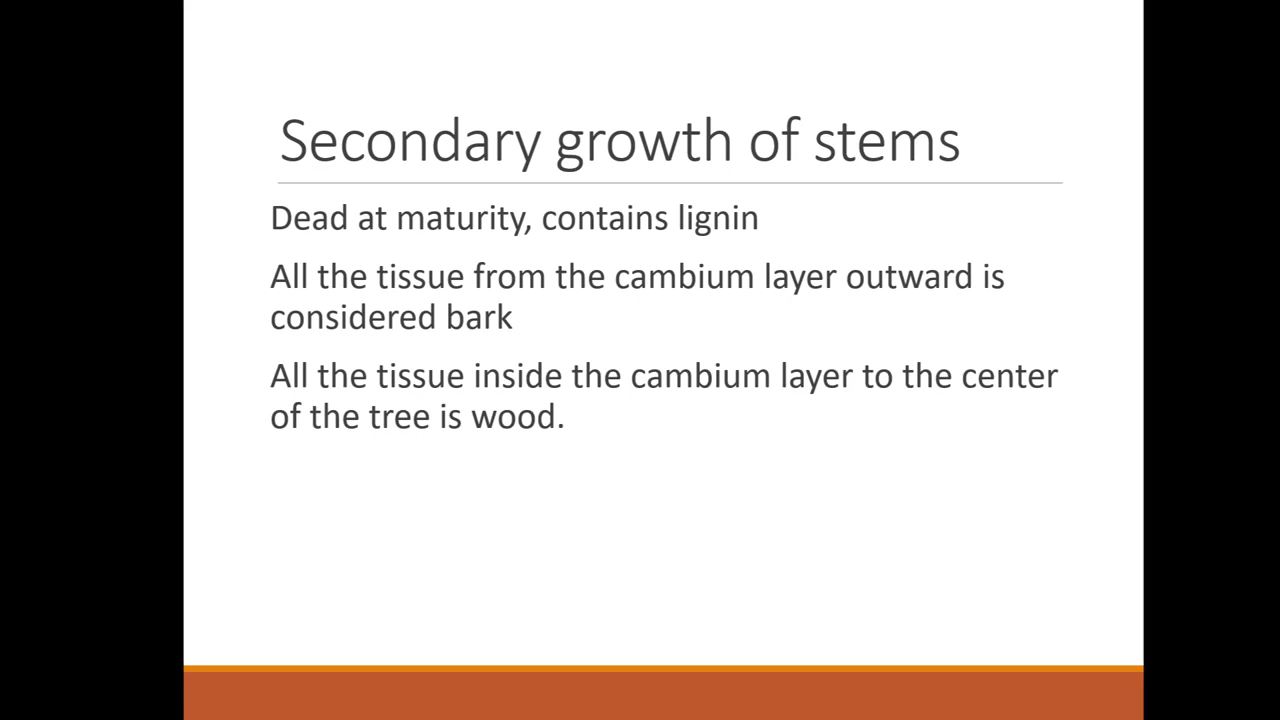 Secondary growth of stems
Dead at maturity, contains lignin
All the tissue from the cambium layer outward is
considered bark
All the tissue inside the cambium layer to the center
of the tree is wood.